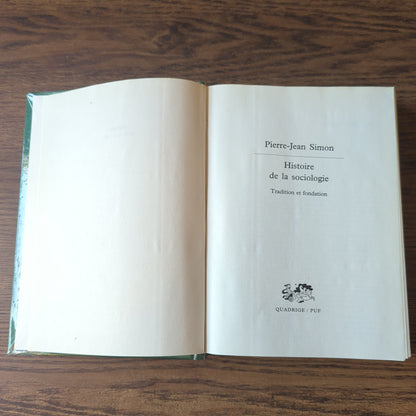 Pierre-Jean Simon
Histoire
de la sociologie
Tradition et fondation
QUADRIGE / PUF